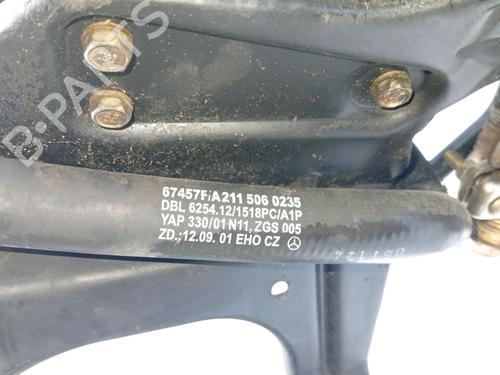 B-PARTS
67457F/A211 506 0235
DBL 6254.12/1518PC/A1P
YAP 330/01 N11, ZGS 005
ZD.:12.09. 01 EHO CZ